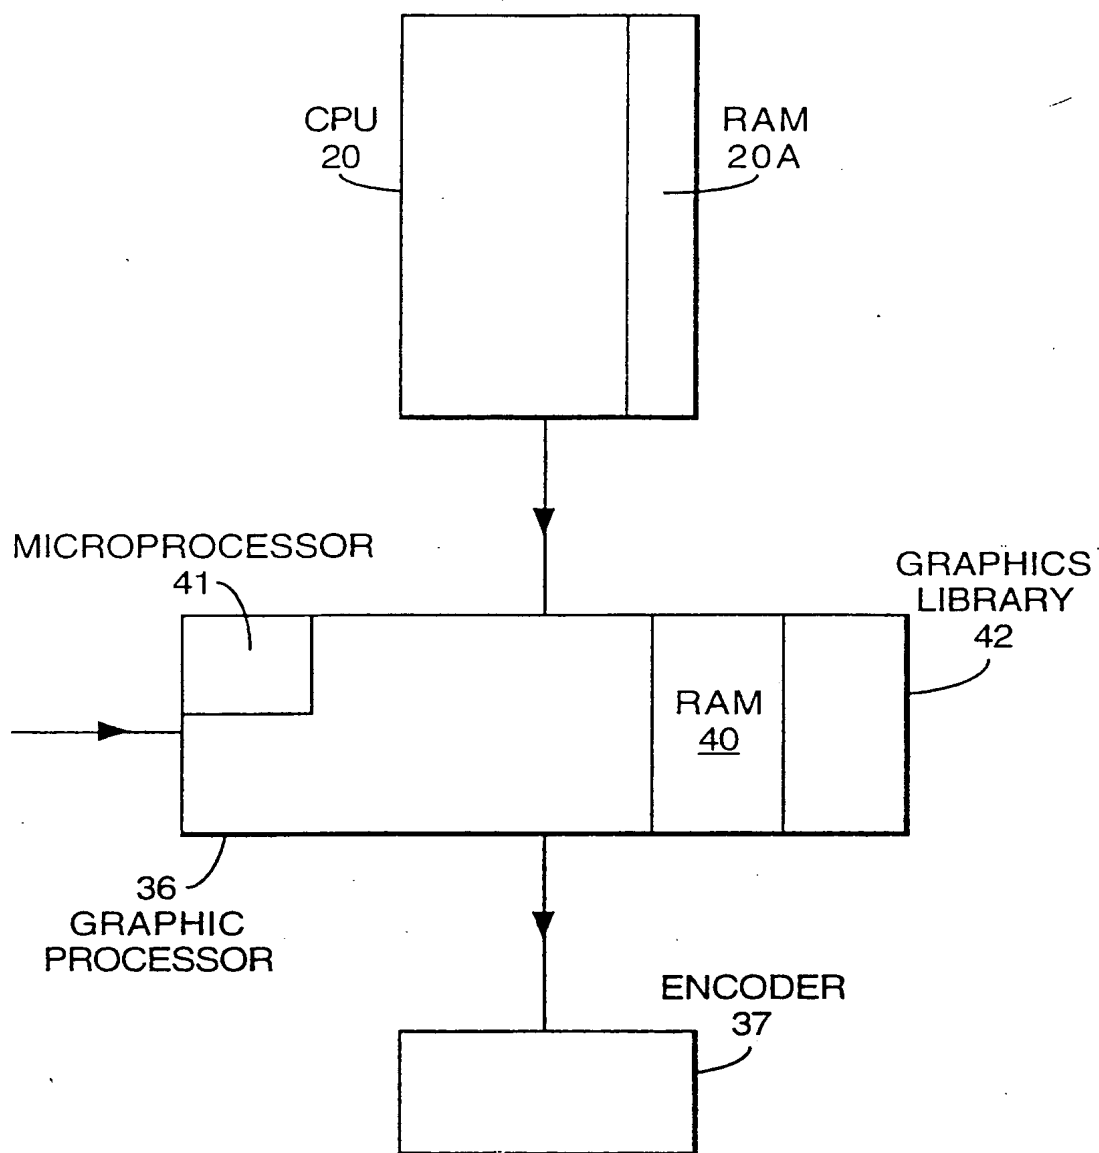 CPU
20
RAM
20A
MICROPROCESSOR
41
GRAPHICS
LIBRARY
42
RAM
40
36
GRAPHIC
PROCESSOR
ENCODER
37